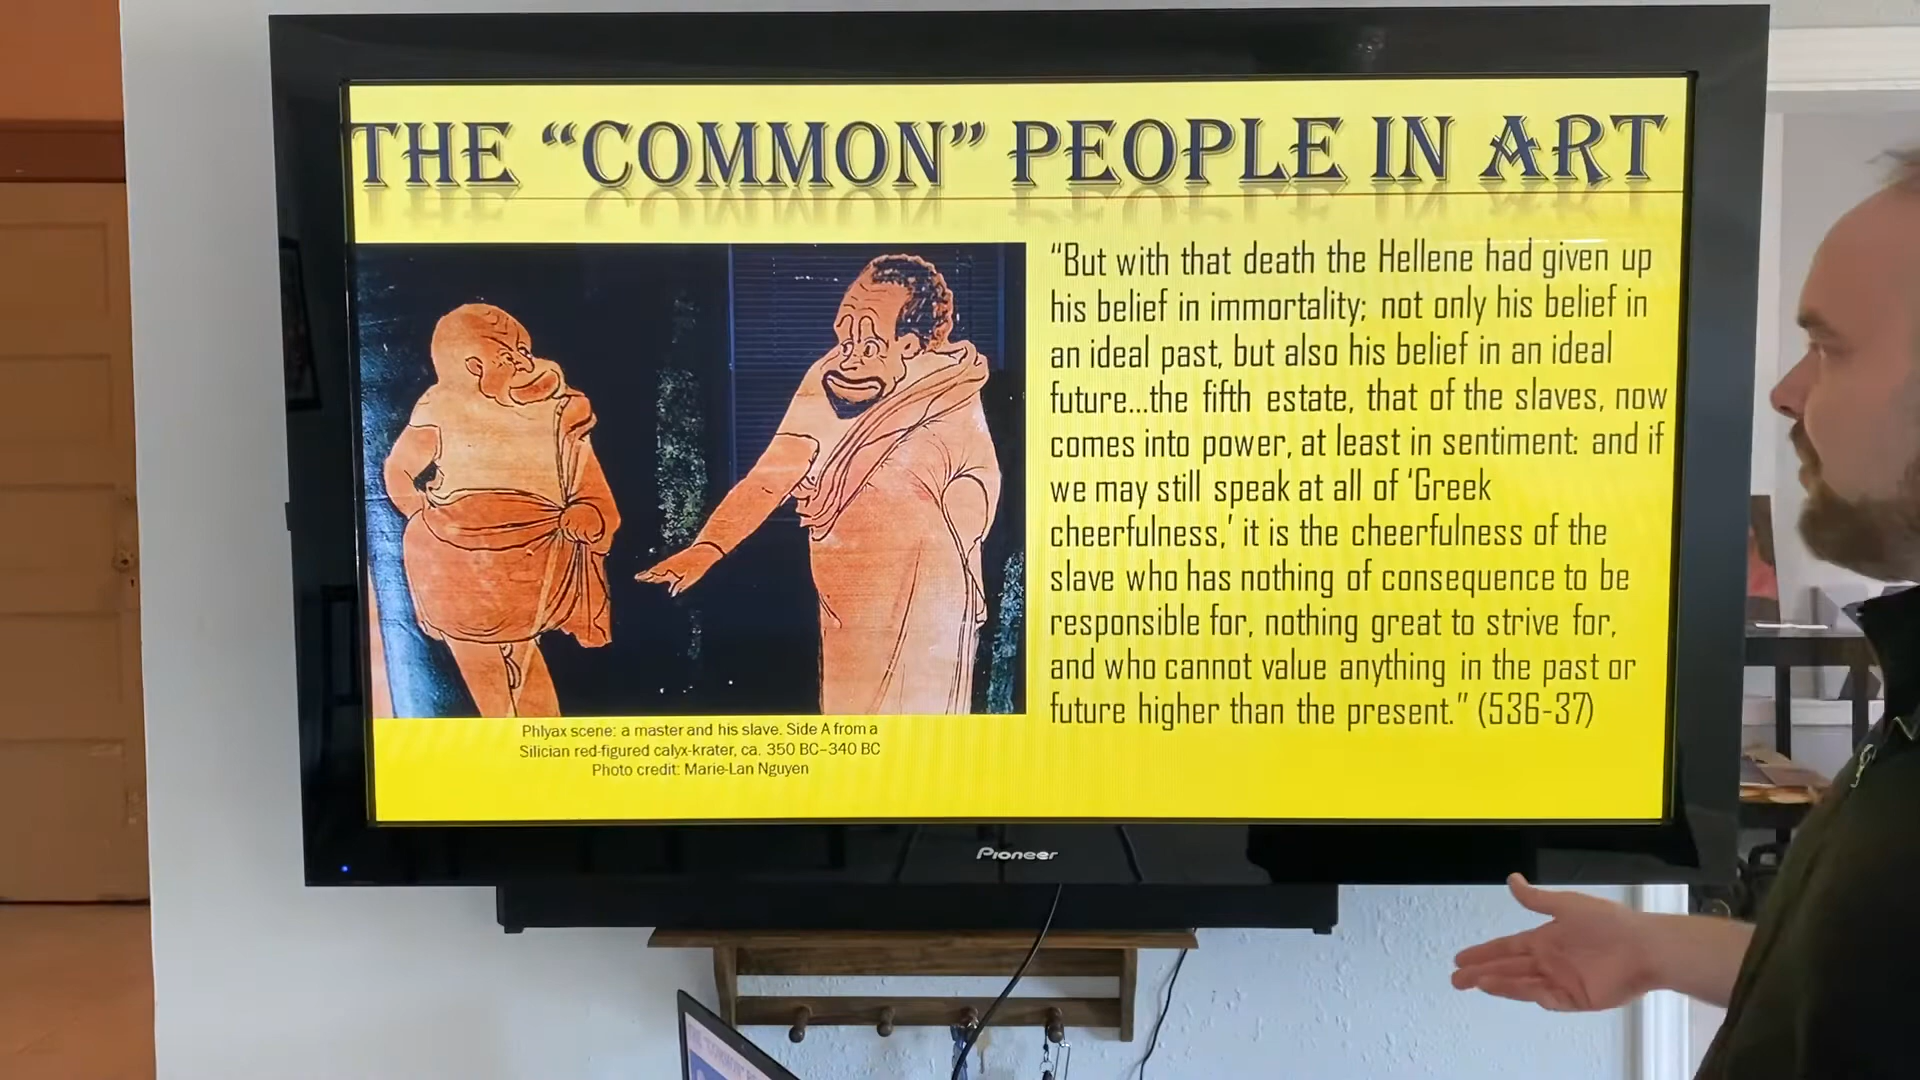 THE “COMMON” PEOPLE IN ART
“But with that death the Hellene had given up
his belief in immortality; not only his belief in
an ideal past, but also his belief in an ideal
future...the fifth estate, that of the slaves, now
comes into power, at least in sentiment: and if
we may still speak at all of ‘Greek
cheerfulness,’ it is the cheerfulness of the
slave who has nothing of consequence to be
responsible for, nothing great to strive for,
and who cannot value anything in the past or
future higher than the present.” (536-37)
Phlyax scene: a master and his slave. Side A from a
Silician red-figured calyx-krater, ca. 350 BC–340 BC
Photo credit: Marie-Lan Nguyen
Pioneer